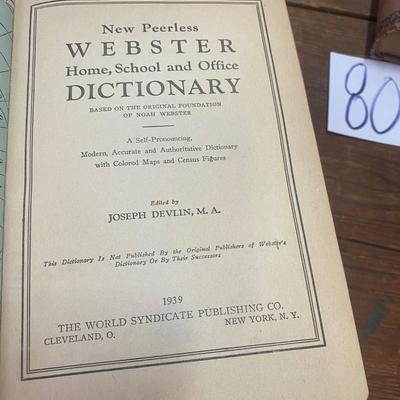 New Peerless
WEBSTER
Home, School and Office
DICTIONARY
BASED ON THE ORIGINAL FOUNDATION
OF NOAH WEBSTER
A Self-Pronouncing,
Modern, Accurate and Authoritative Dictionary
with Colored Maps and Census Figures
Edited by
JOSEPH DEVLIN, M. A.
This Dictionary Is Not Published By the Original Publishers of Webster's
Dictionary Or By Their Successors
1939
THE WORLD SYNDICATE PUBLISHING CO.
CLEVELAND, O. NEW YORK, N. Y.
80